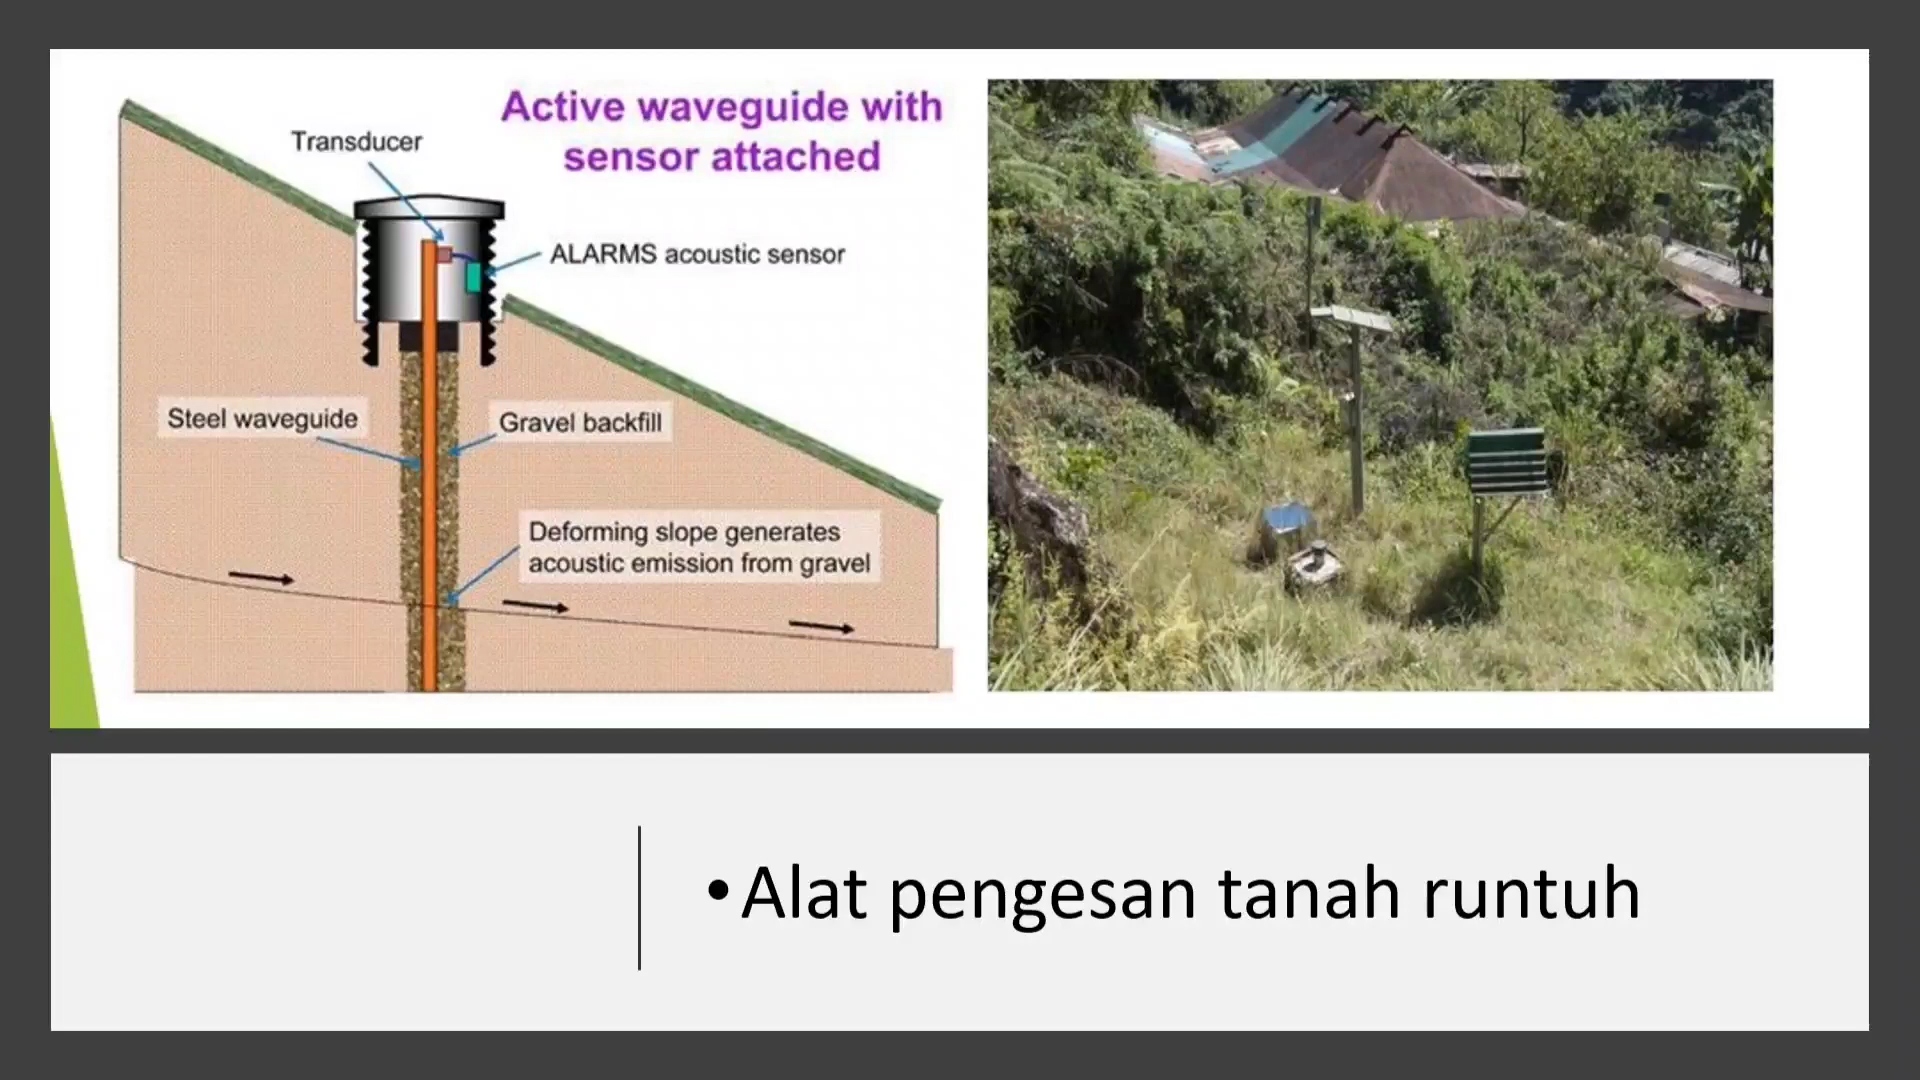 Active waveguide with
sensor attached
Transducer
ALARMS acoustic sensor
Steel waveguide
Gravel backfill
Deforming slope generates
acoustic emission from gravel
•Alat pengesan tanah runtuh